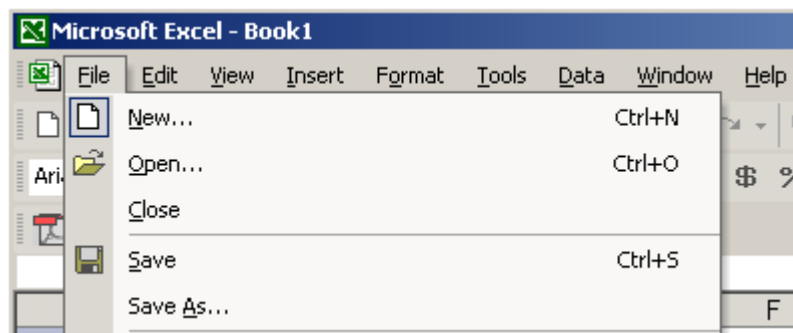 Microsoft Excel - Book1
File Edit View Insert Format Tools Data Window Help
New... Ctrl+N
Open... Ctrl+O
Aria $ %
Close
Save Ctrl+S
Save As...
F